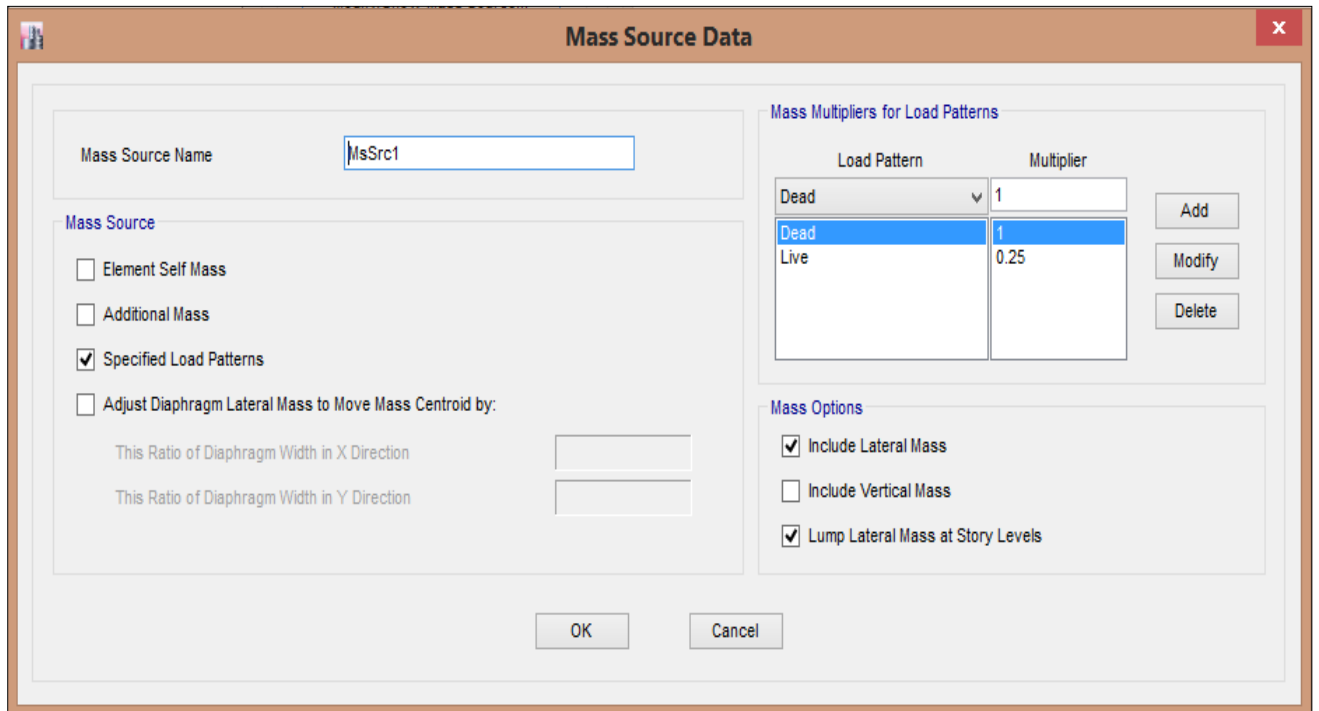 Mass Source Data
x
Mass Source Name
MsSrc1
Mass Source
Element Self Mass
Additional Mass
Specified Load Patterns
Adjust Diaphragm Lateral Mass to Move Mass Centroid by:
This Ratio of Diaphragm Width in X Direction
This Ratio of Diaphragm Width in Y Direction
Mass Multipliers for Load Patterns
Load Pattern Multiplier
Dead 1
Dead 1
Live 0.25
Add
Modify
Delete
Mass Options
Include Lateral Mass
Include Vertical Mass
Lump Lateral Mass at Story Levels
OK Cancel